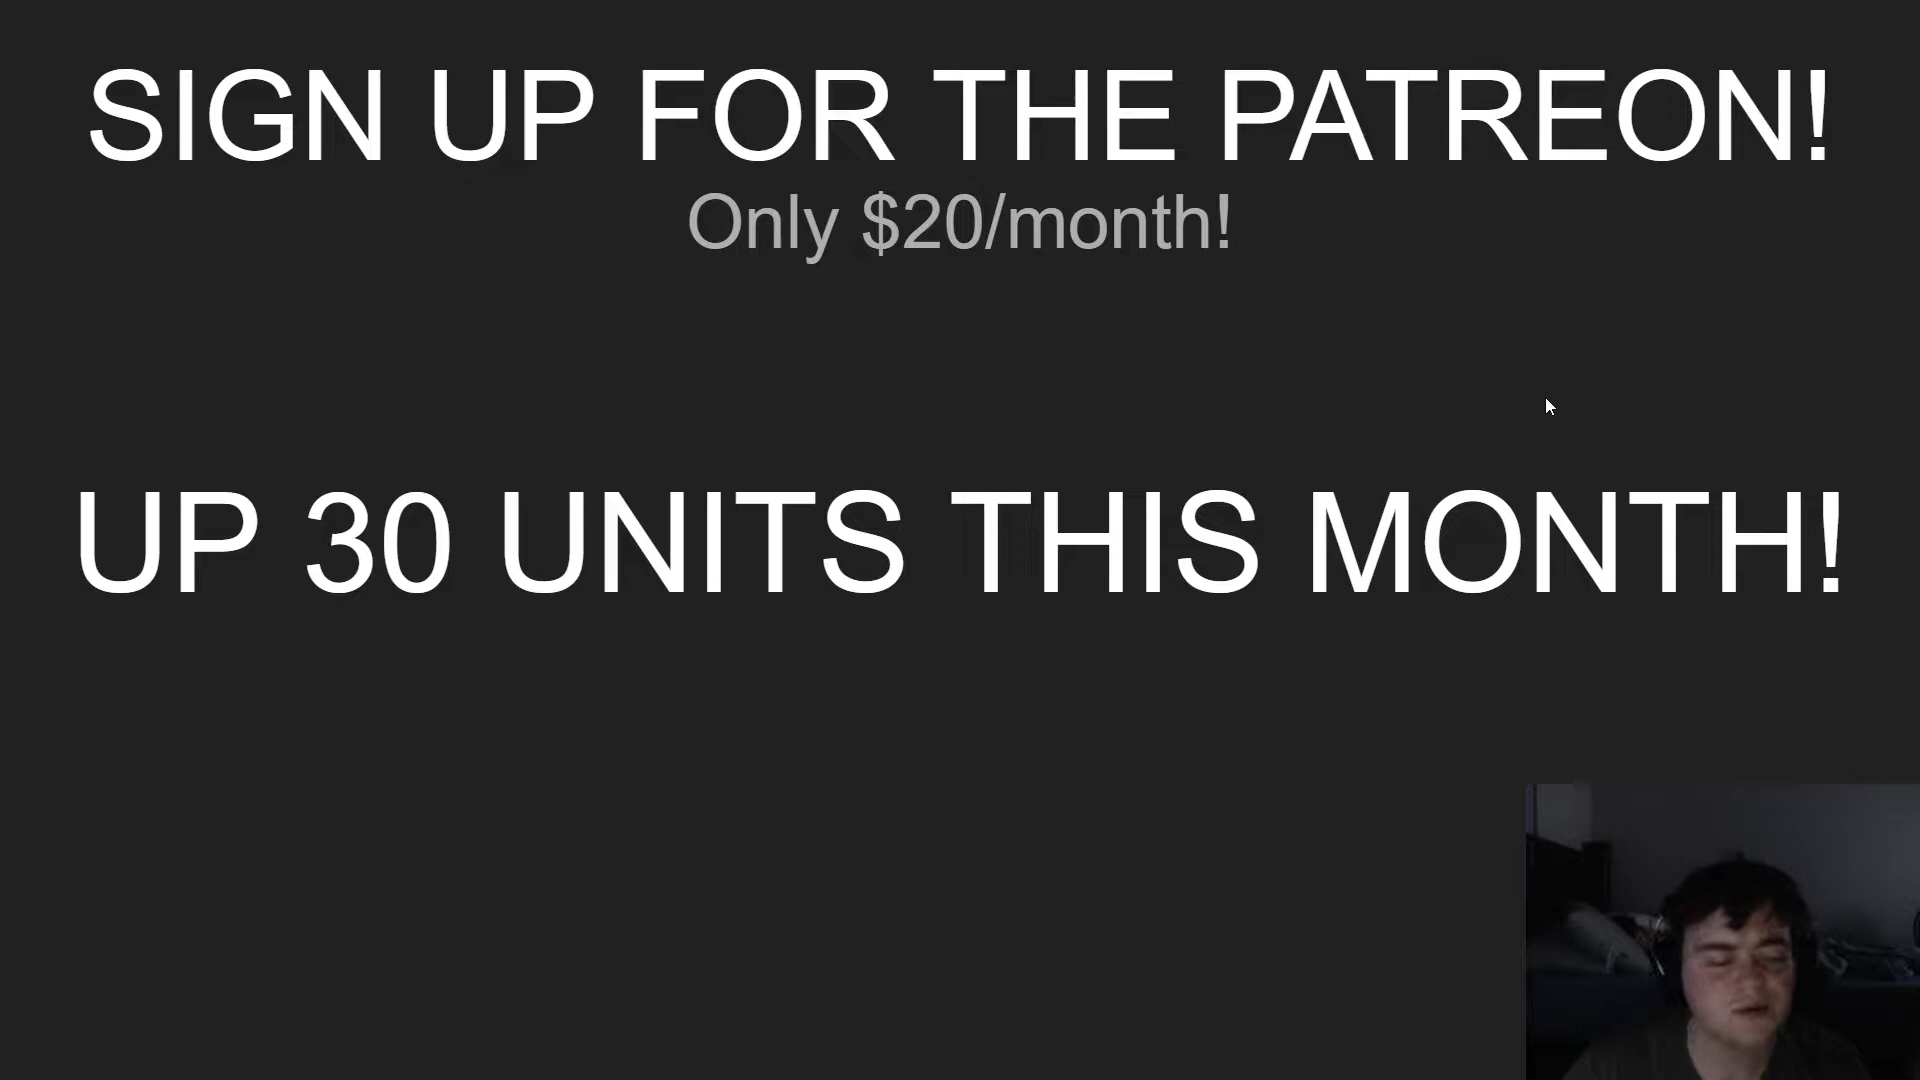 SIGN UP FOR THE PATREON!
Only $20/month!
UP 30 UNITS THIS MONTH!